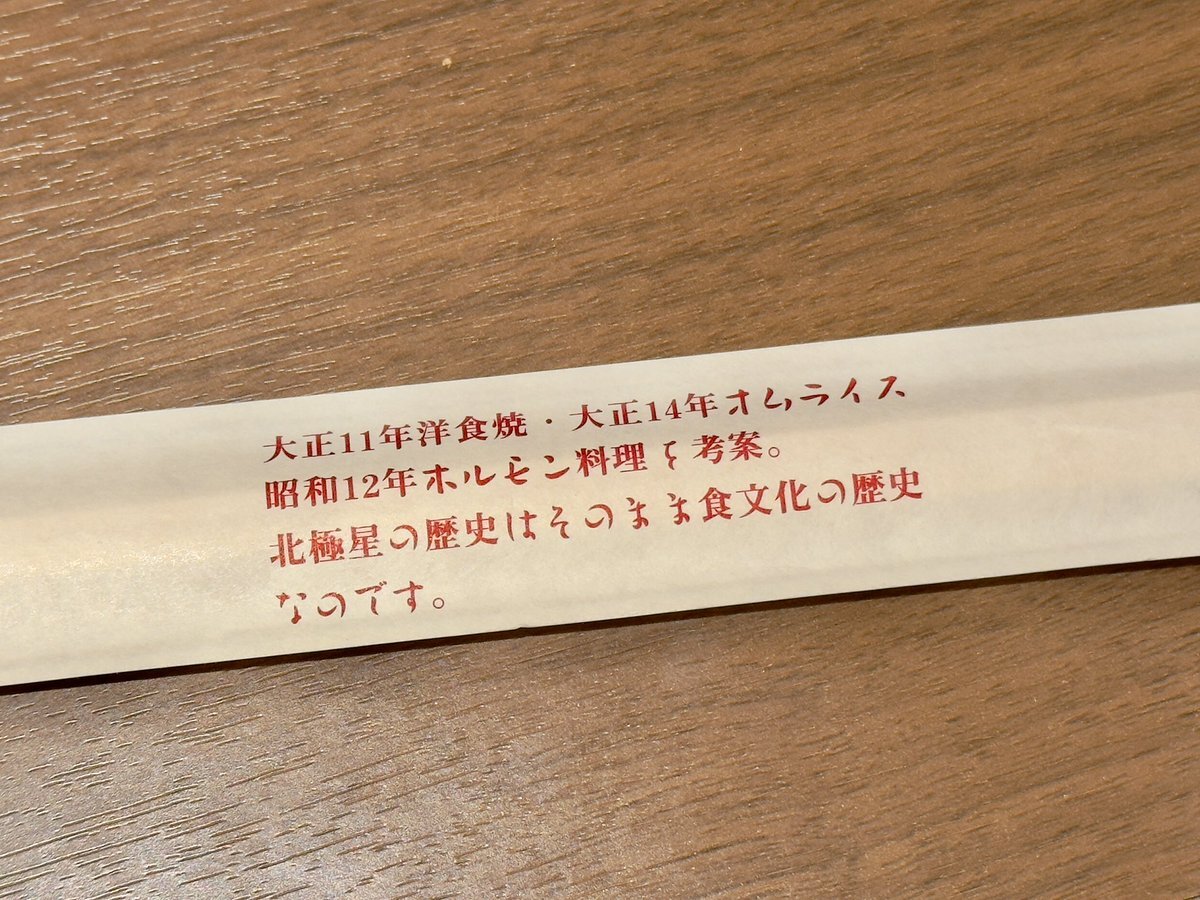 大正11年洋食焼・大正14年オムライス
昭和12年ホルモン料理を考案。
北極星の歴史はそのまま食文化の歴史
なのです。